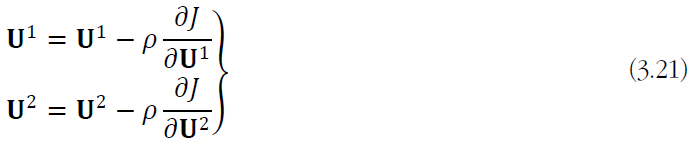 𝐔¹ = 𝐔¹ − ρ ∂J/∂𝐔¹
𝐔² = 𝐔² − ρ ∂J/∂𝐔² } (3.21)